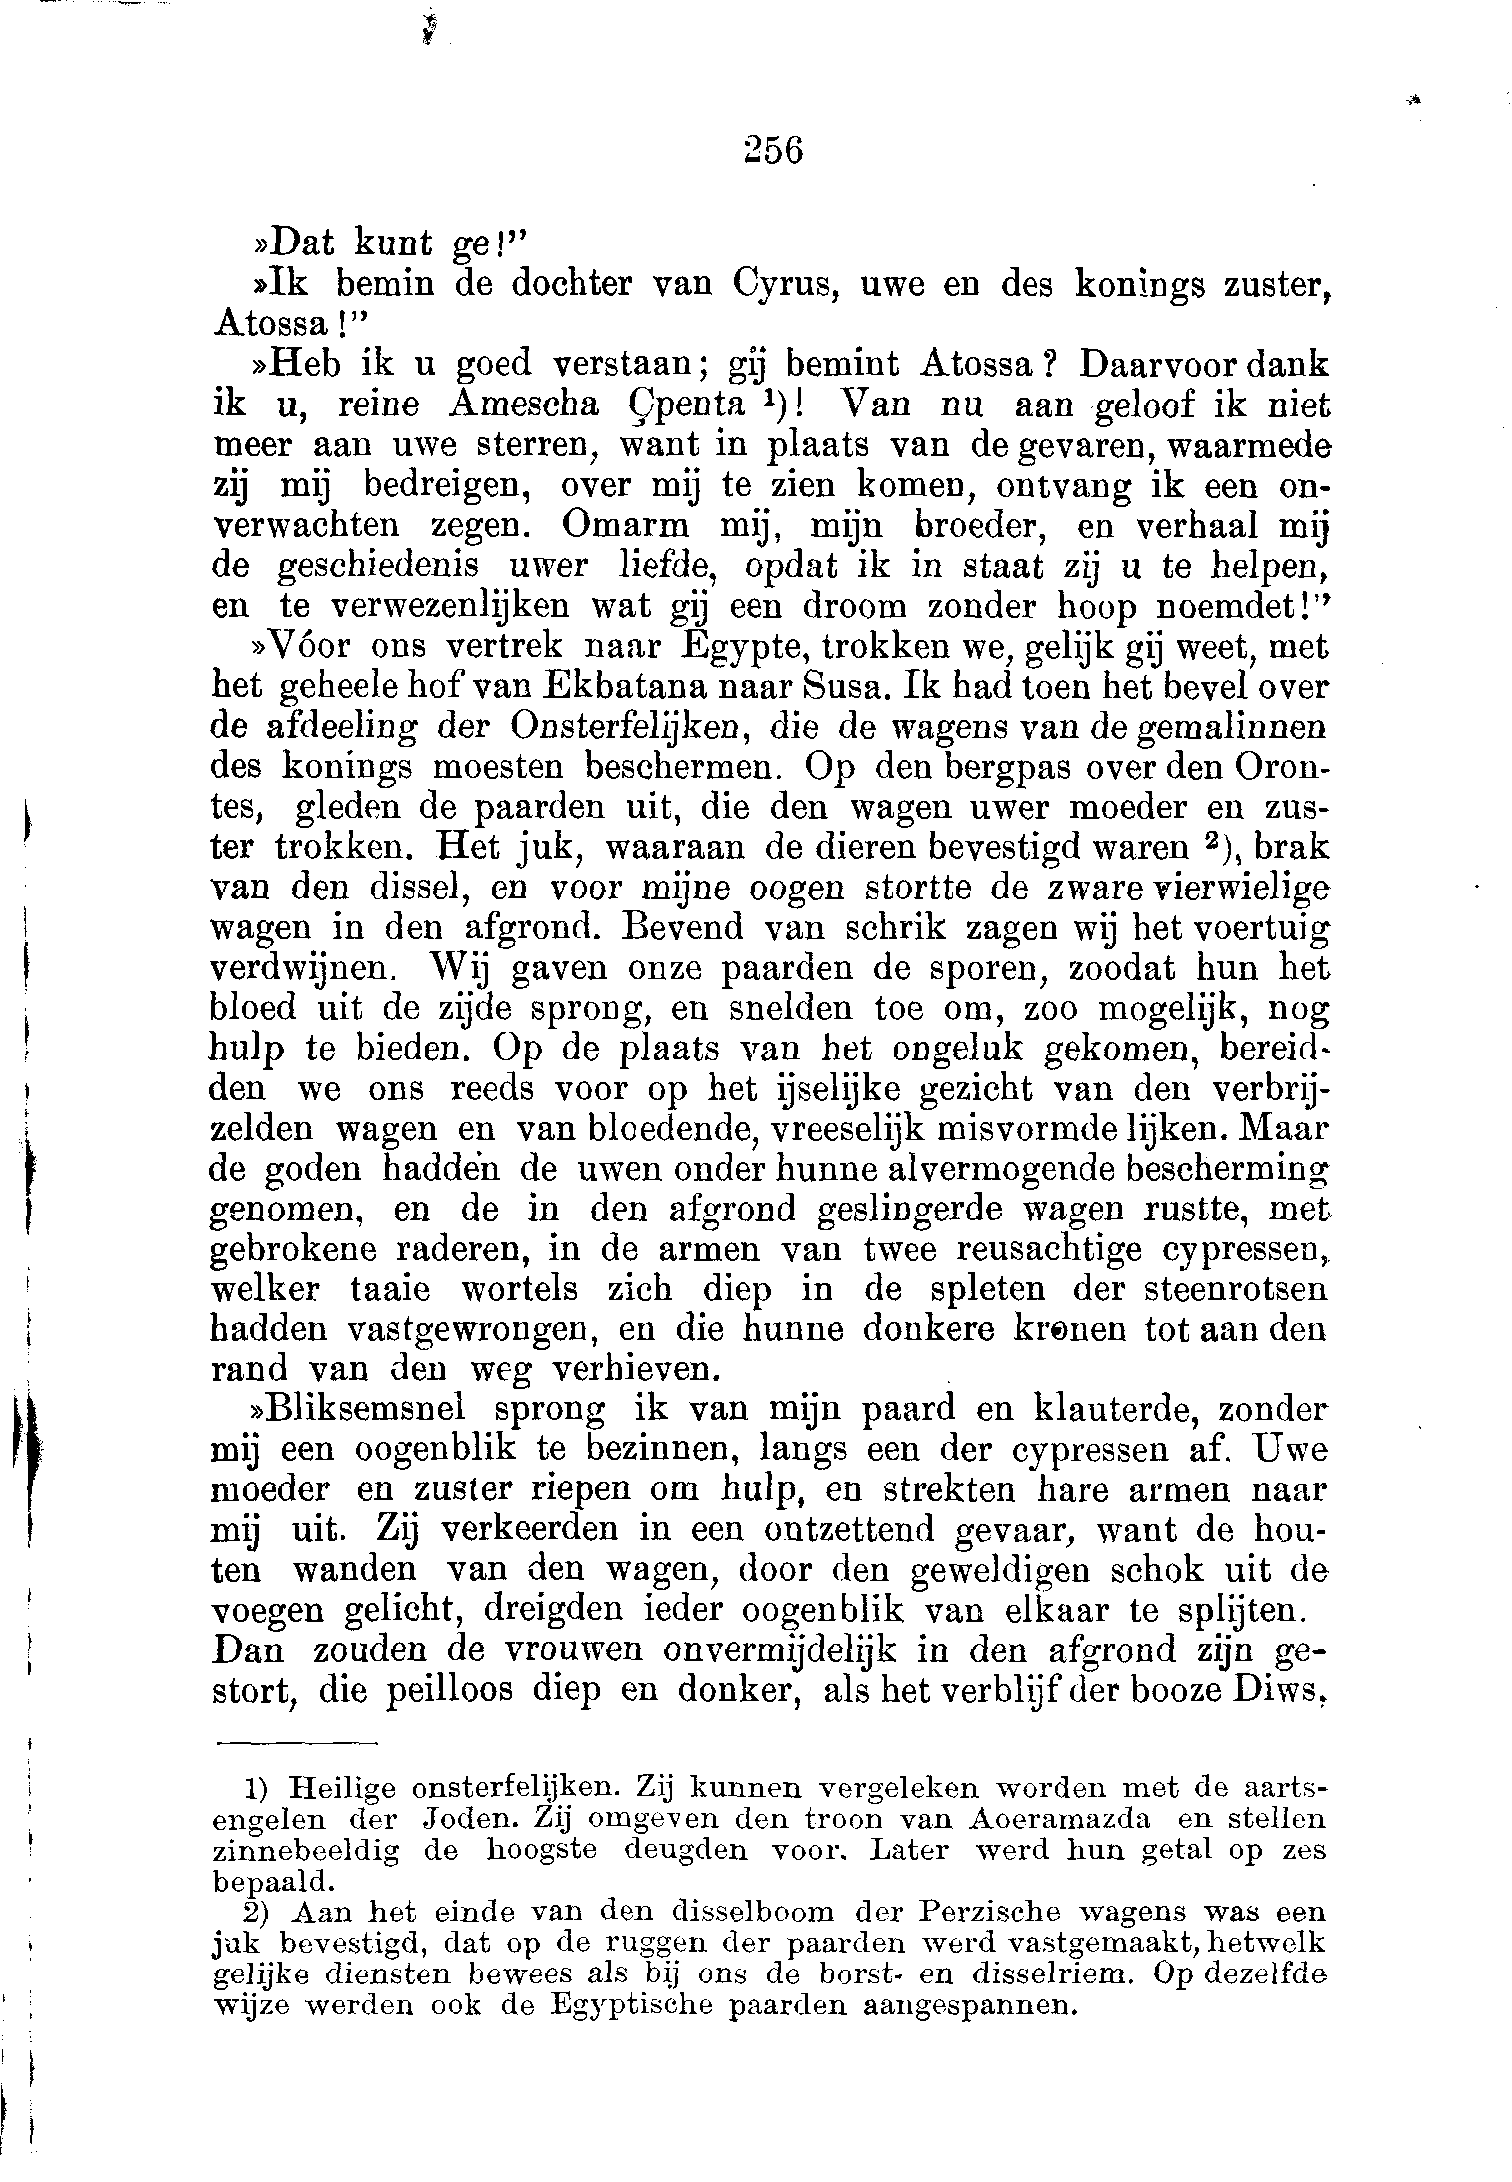 256
»Dat kunt ge!”
»Ik bemin de dochter van Cyrus, uwe en des konings zuster,
Atossa!”
»Heb ik u goed verstaan; gij bemint Atossa? Daarvoor dank
ik u, reine Amescha Çpenta ¹)! Van nu aan geloof ik niet
meer aan uwe sterren, want in plaats van de gevaren, waarmede
zij mij bedreigen, over mij te zien komen, ontvang ik een on-
verwachten zegen. Omarm mij, mijn broeder, en verhaal mij
de geschiedenis uwer liefde, opdat ik in staat zij u te helpen,
en te verwezenlijken wat gij een droom zonder hoop noemdet!”
»Vóor ons vertrek naar Egypte, trokken we, gelijk gij weet, met
het geheele hof van Ekbatana naar Susa. Ik had toen het bevel over
de afdeeling der Onsterfelijken, die de wagens van de gemalinnen
des konings moesten beschermen. Op den bergpas over den Oron-
tes, gleden de paarden uit, die den wagen uwer moeder en zus-
ter trokken. Het juk, waaraan de dieren bevestigd waren ²), brak
van den dissel, en voor mijne oogen stortte de zware vierwielige
wagen in den afgrond. Bevend van schrik zagen wij het voertuig
verdwijnen. Wij gaven onze paarden de sporen, zoodat hun het
bloed uit de zijde sprong, en snelden toe om, zoo mogelijk, nog
hulp te bieden. Op de plaats van het ongeluk gekomen, bereid-
den we ons reeds voor op het ijselijke gezicht van den verbrij-
zelden wagen en van bloedende, vreeselijk misvormde lijken. Maar
de goden hadden de uwen onder hunne alvermogende bescherming
genomen, en de in den afgrond geslingerde wagen rustte, met
gebrokene raderen, in de armen van twee reusachtige cypressen,
welker taaie wortels zich diep in de spleten der steenrotsen
hadden vastgewrongen, en die hunne donkere kronen tot aan den
rand van den weg verhieven.
»Bliksemsnel sprong ik van mijn paard en klauterde, zonder
mij een oogenblik te bezinnen, langs een der cypressen af. Uwe
moeder en zuster riepen om hulp, en strekten hare armen naar
mij uit. Zij verkeerden in een ontzettend gevaar, want de hou-
ten wanden van den wagen, door den geweldigen schok uit de
voegen gelicht, dreigden ieder oogenblik van elkaar te splijten.
Dan zouden de vrouwen onvermijdelijk in den afgrond zijn ge-
stort, die peilloos diep en donker, als het verblijf der booze Diws,
1) Heilige onsterfelijken. Zij kunnen vergeleken worden met de aarts-
engelen der Joden. Zij omgeven den troon van Aoeramazda en stellen
zinnebeeldig de hoogste deugden voor. Later werd hun getal op zes
bepaald.
2) Aan het einde van den disselboom der Perzische wagens was een
juk bevestigd, dat op de ruggen der paarden werd vastgemaakt, hetwelk
gelijke diensten bewees als bij ons de borst- en disselriem. Op dezelfde
wijze werden ook de Egyptische paarden aangespannen.